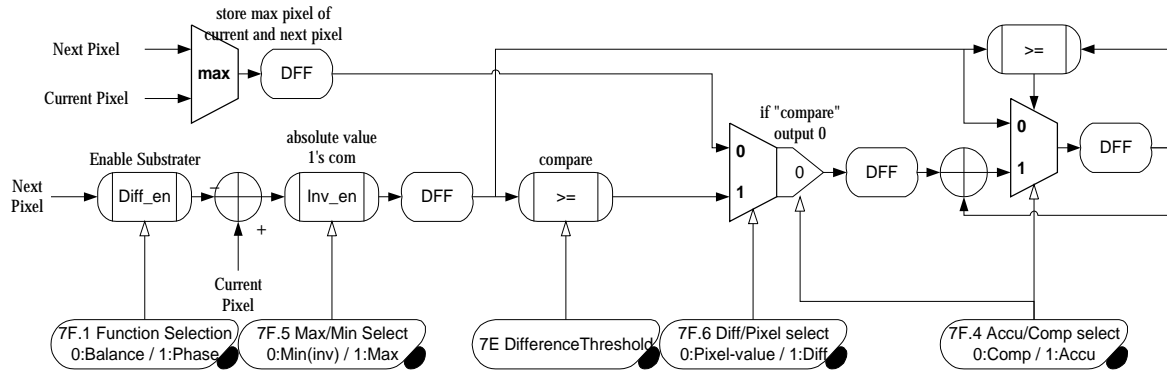 store max pixel of
current and next pixel
Next Pixel
max
DFF
>=
Current Pixel
if "compare"
output 0
0
absolute value
1's com
0
DFF
Enable Substrater
compare
1
0
DFF
1
Next
Pixel
Diff_en
−
Inv_en
DFF
>=
+
Current
Pixel
7F.1 Function Selection
0:Balance / 1:Phase
7F.5 Max/Min Select
0:Min(inv) / 1:Max
7E DifferenceThreshold
7F.6 Diff/Pixel select
0:Pixel-value / 1:Diff
7F.4 Accu/Comp select
0:Comp / 1:Accu